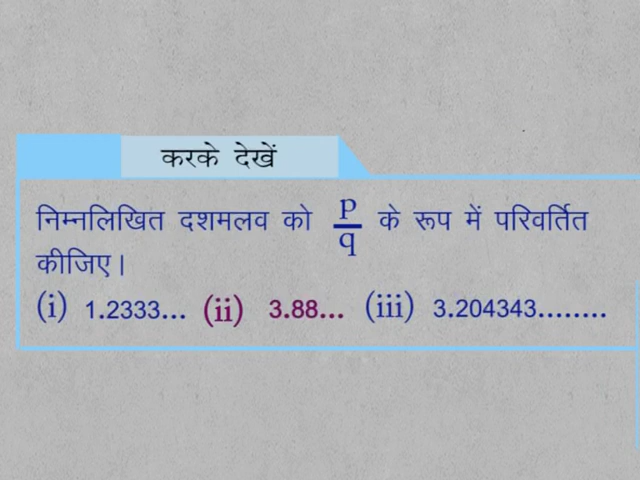 करके देखें
निम्नलिखित दशमलव को p/q के रूप में परिवर्तित
कीजिए।
(i) 1.2333... (ii) 3.88... (iii) 3.204343........